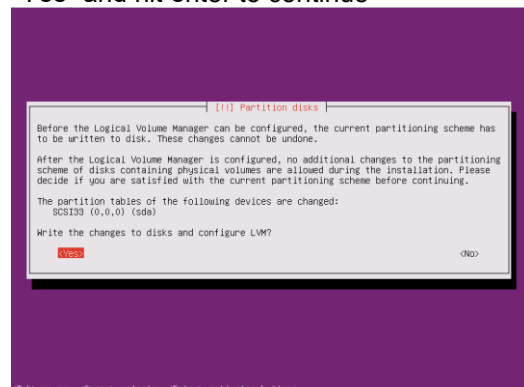 "Yes" and hit enter to continue
[!!] Partition disks
Before the Logical Volume Manager can be configured, the current partitioning scheme has
to be written to disk. These changes cannot be undone.
After the Logical Volume Manager is configured, no additional changes to the partitioning
scheme of disks containing physical volumes are allowed during the installation. Please
decide if you are satisfied with the current partitioning scheme before continuing.
The partition tables of the following devices are changed:
SCSI33 (0,0,0) (sda)
Write the changes to disks and configure LVM?
<Yes> <No>